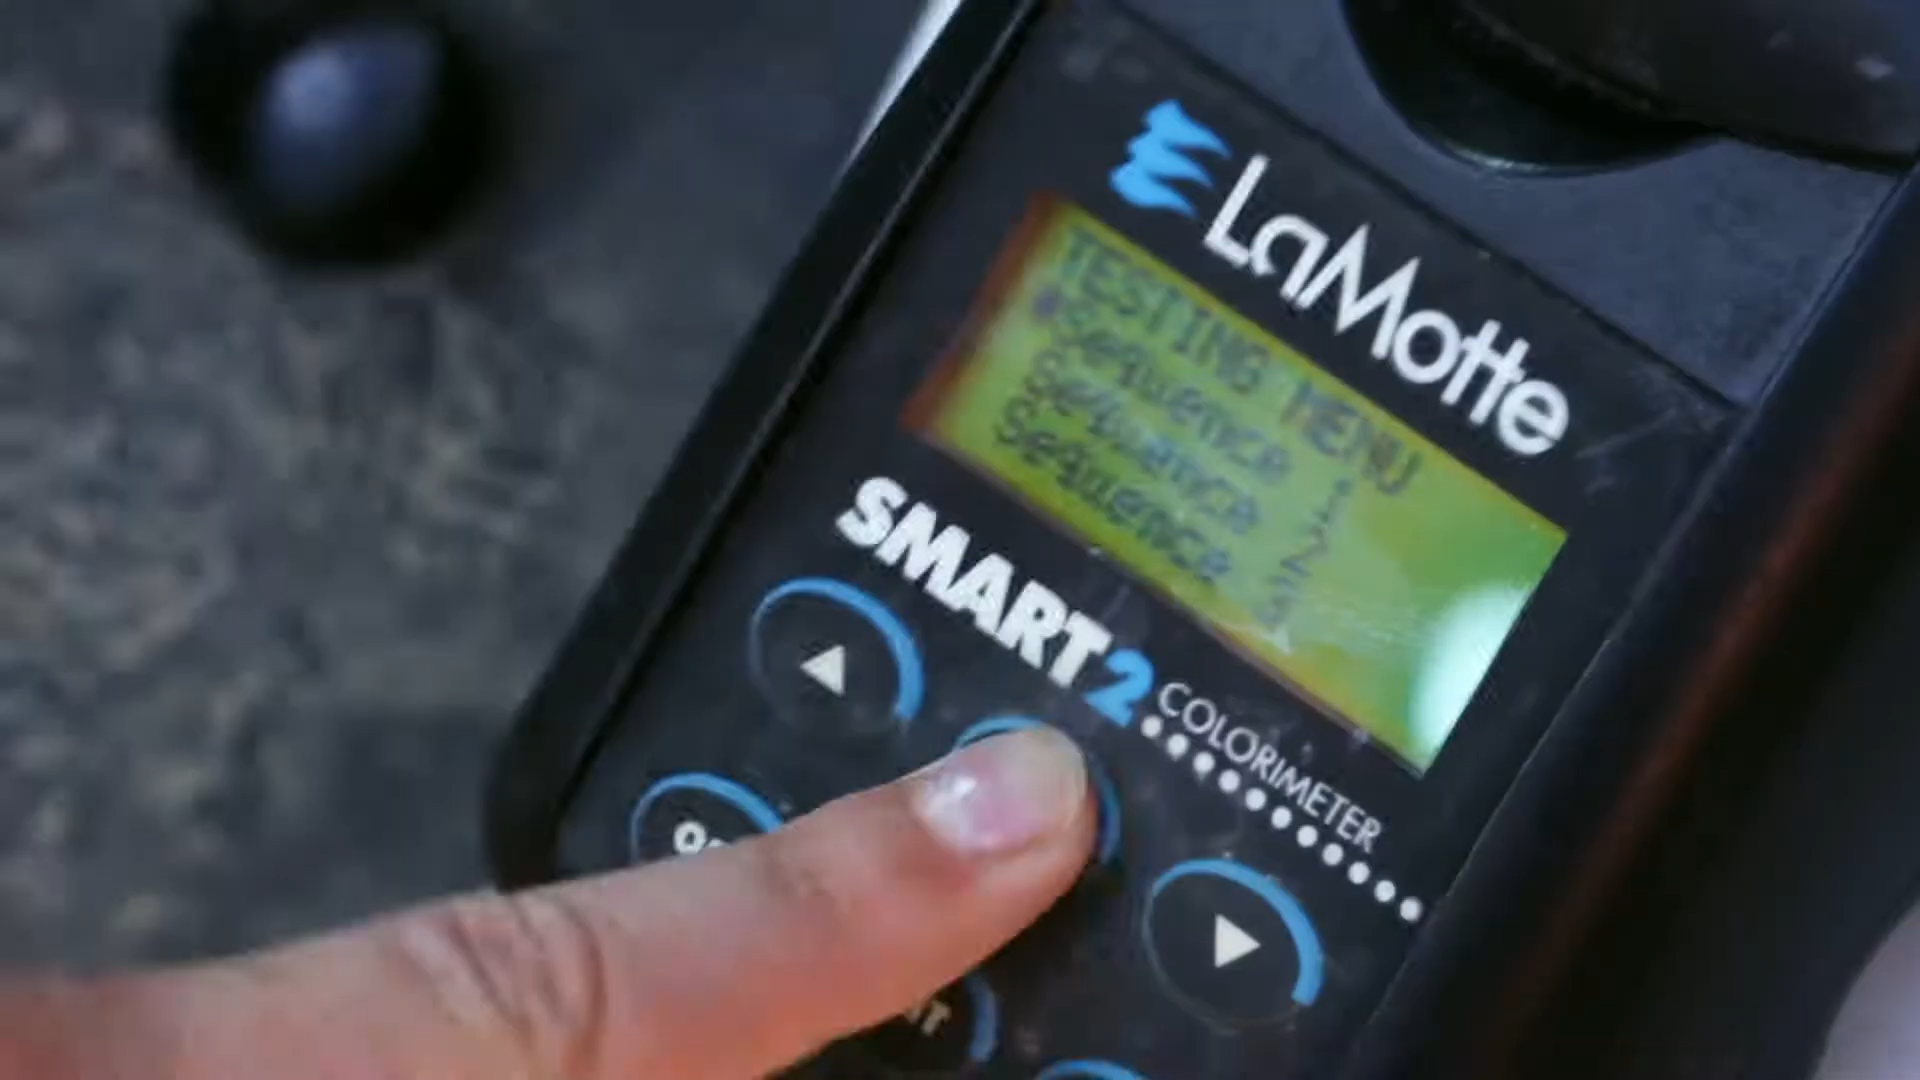 LaMotte
TESTING MENU
Sequence 1
Sequence 2
Sequence 3
SMART2
COLORIMETER